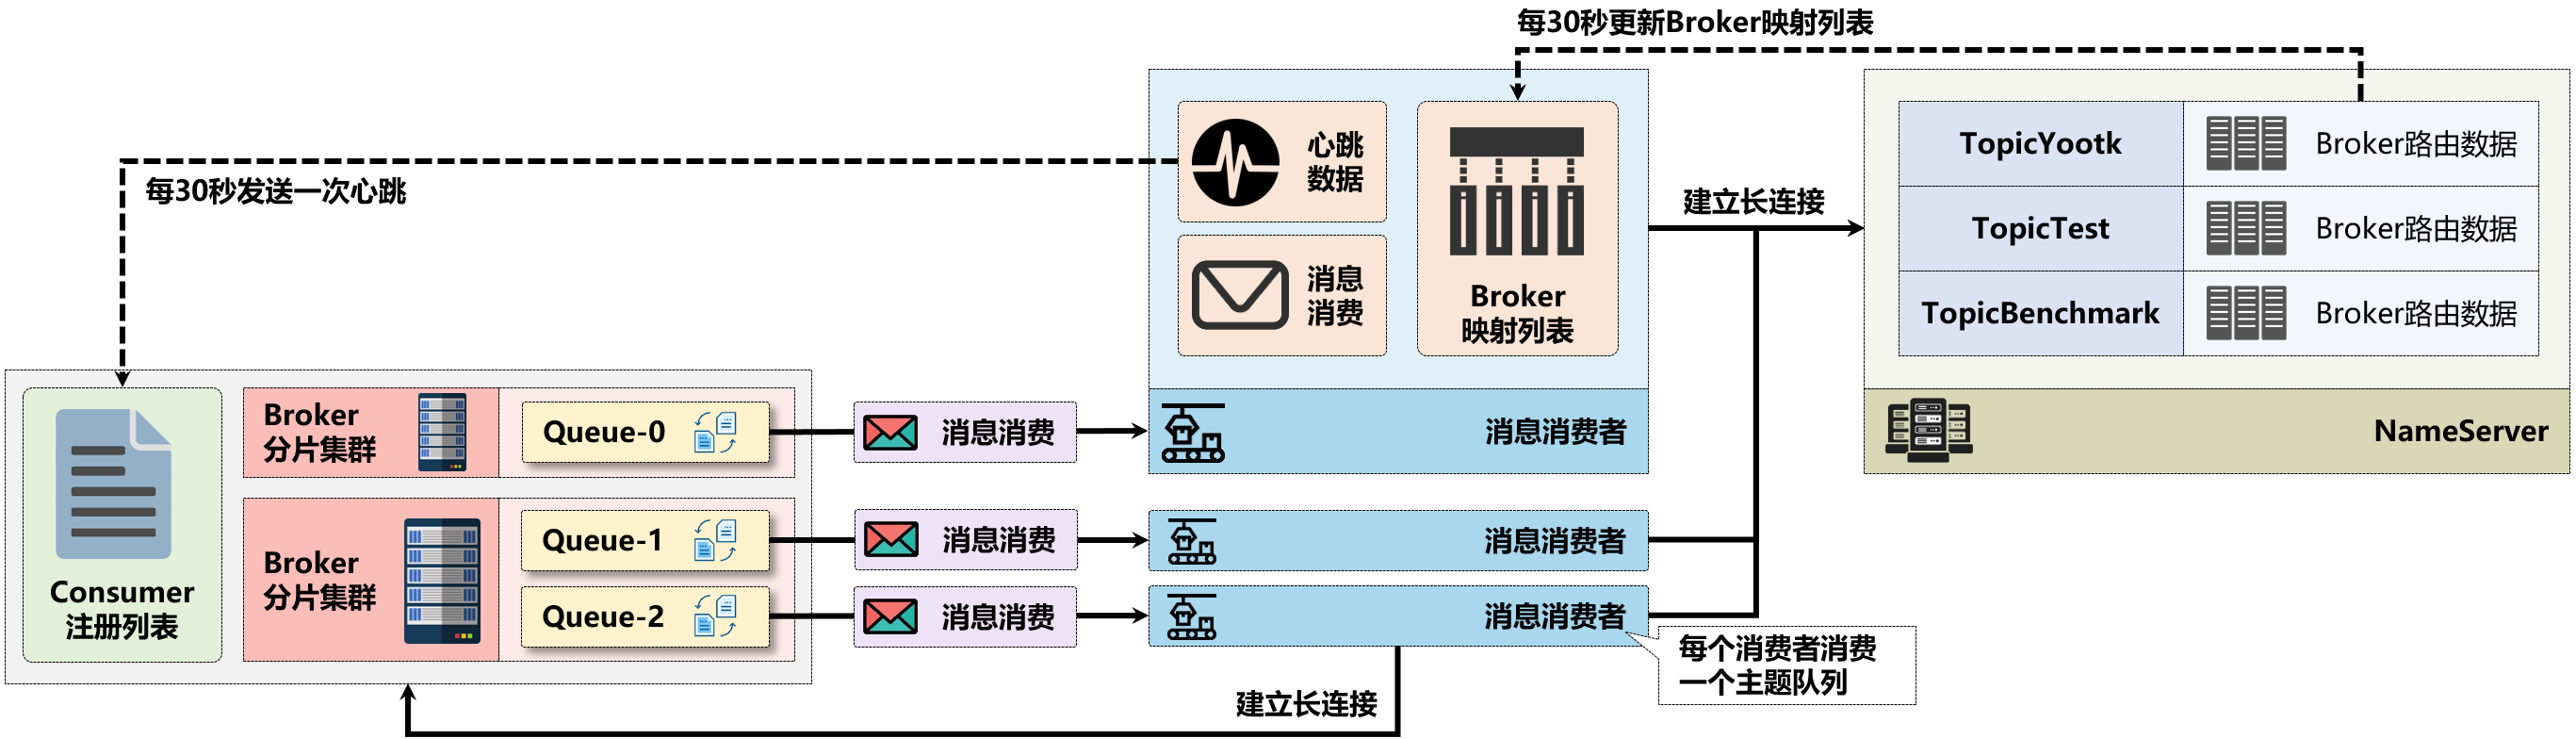 每30秒更新Broker映射列表
每30秒发送一次心跳
心跳
数据
消息
消费
Broker
映射列表
消息消费者
建立长连接
TopicYootk
Broker路由数据
TopicTest
Broker路由数据
TopicBenchmark
Broker路由数据
NameServer
Consumer
注册列表
Broker
分片集群
Queue-0
消息消费
Broker
分片集群
Queue-1
消息消费
消息消费者
Queue-2
消息消费
消息消费者
每个消费者消费
一个主题队列
建立长连接